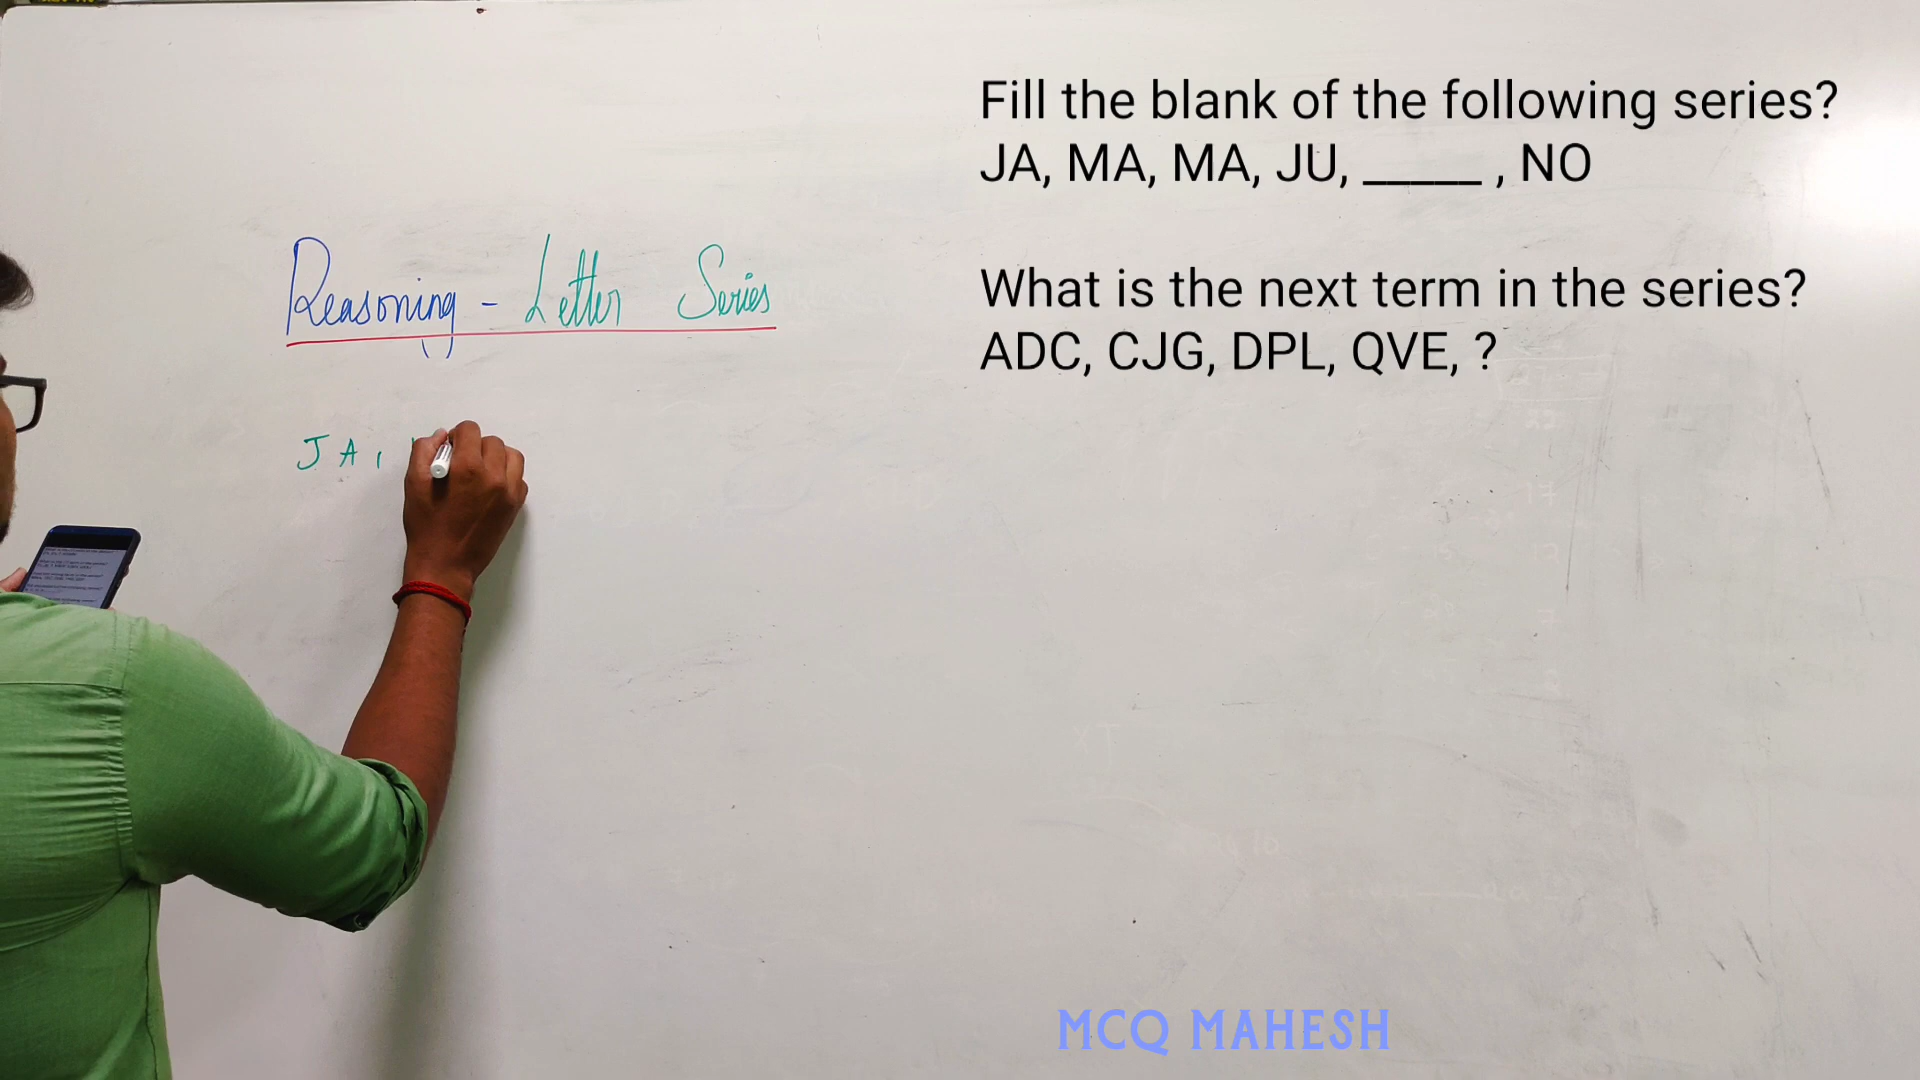 Fill the blank of the following series?
JA, MA, MA, JU, _____ , NO
What is the next term in the series?
ADC, CJG, DPL, QVE, ?
Reasoning - Letter Series
JA,
MCQ MAHESH